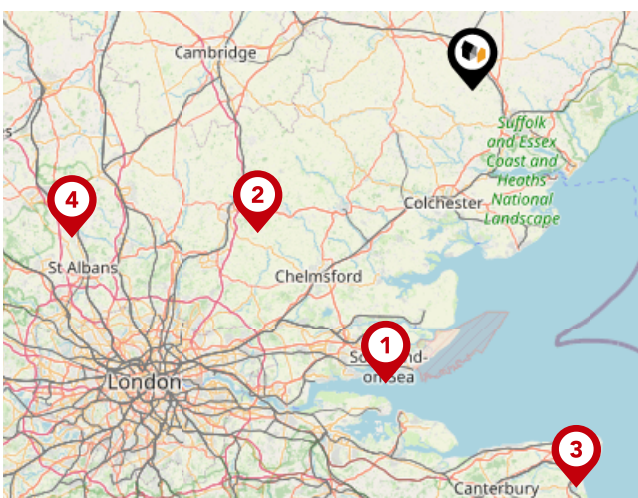 Cambridge
es
Suffolk
and Essex
Coast and
Heaths
National
Landscape
2
4
Colchester
St Albans
Chelmsford
1
on-Sea
London
3
Canterbury